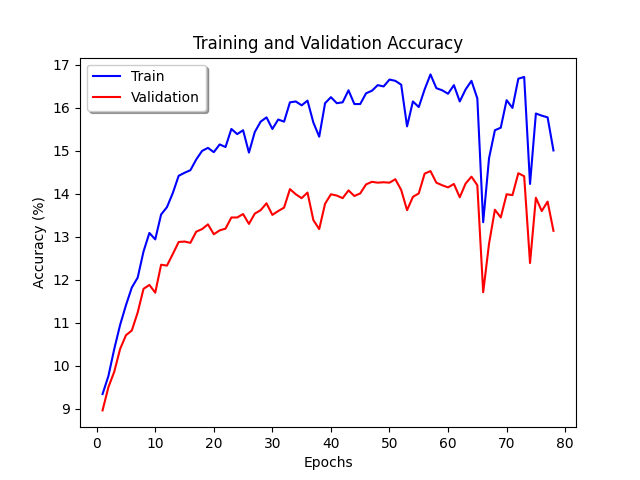 Training and Validation Accuracy
Train
Validation
17
16
15
14
13
12
11
10
9
Accuracy (%)
0 10 20 30 40 50 60 70 80
Epochs